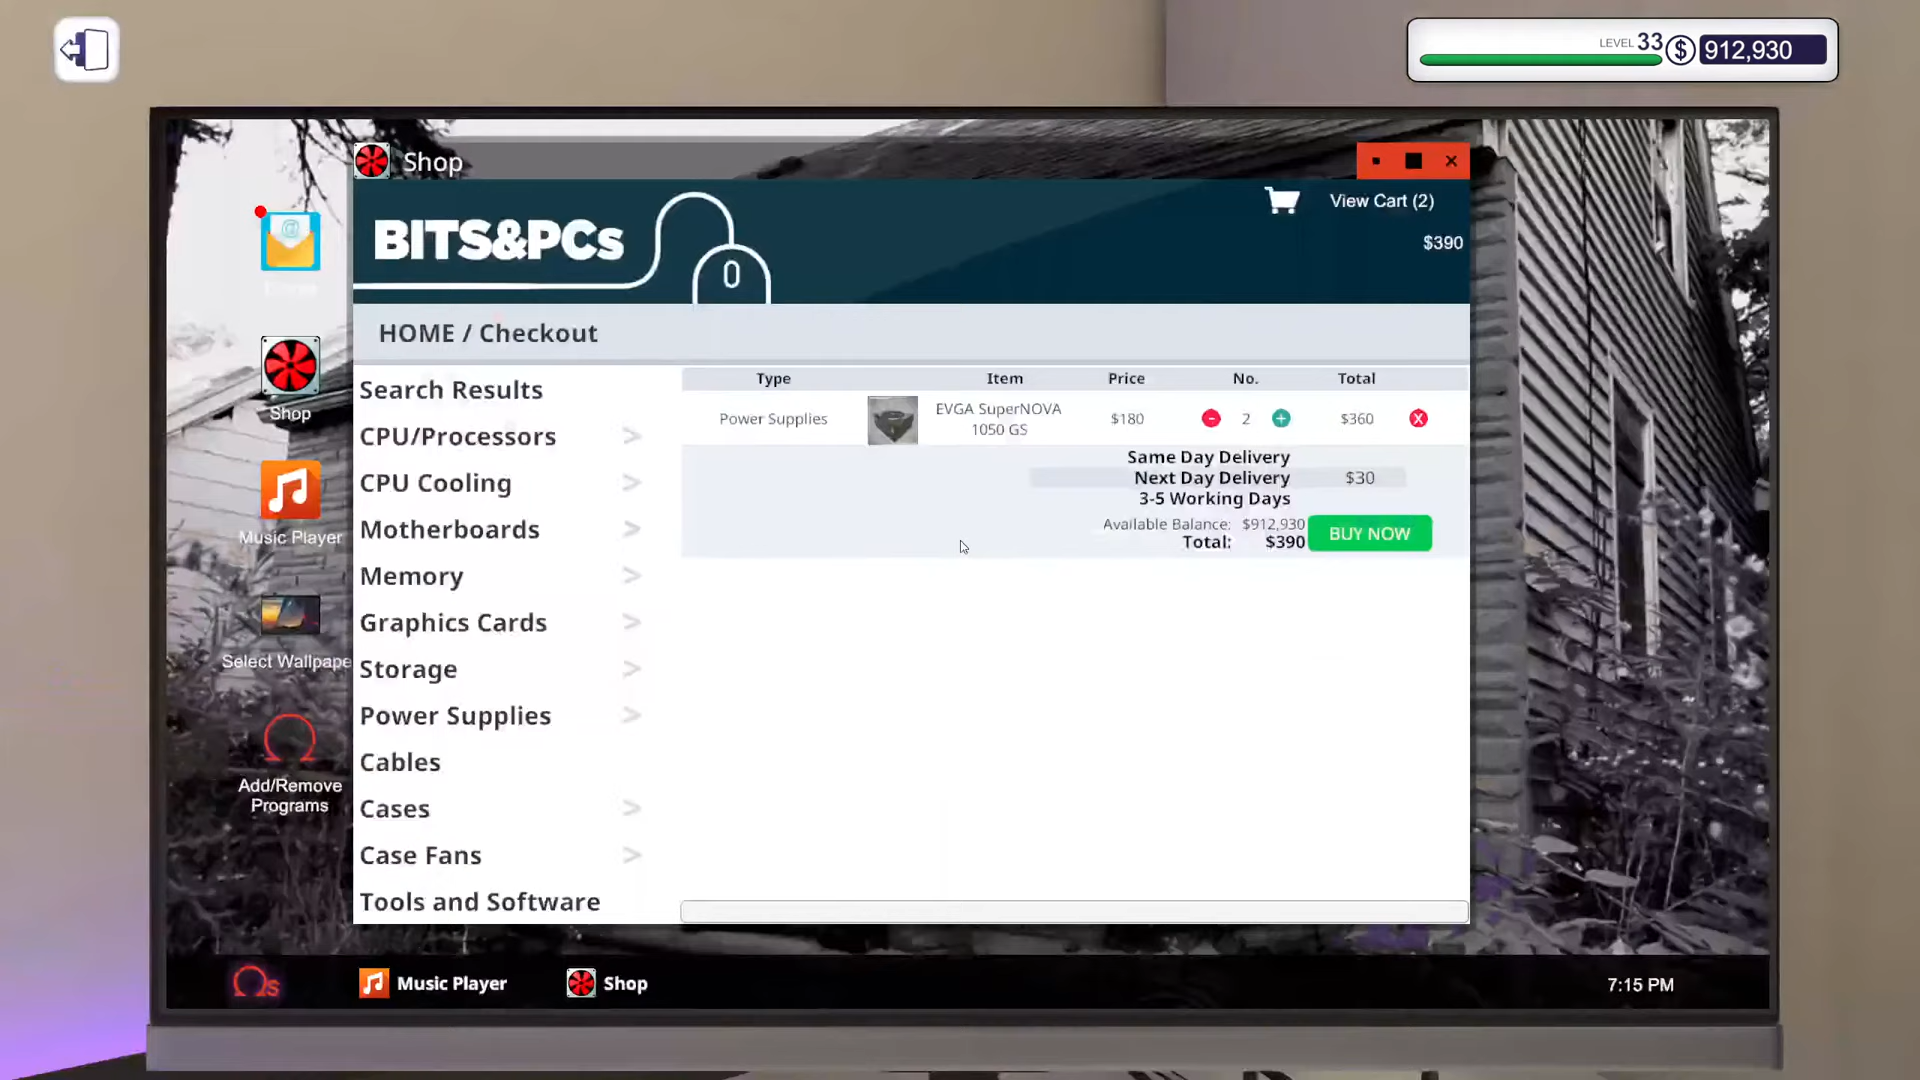 LEVEL 33 $ 912,930
Shop
BITS&PCs
View Cart (2)
$390
HOME / Checkout
Shop
Music Player
Select Wallpape
Add/Remove
Programs
Search Results
CPU/Processors >
CPU Cooling >
Motherboards >
Memory >
Graphics Cards >
Storage >
Power Supplies >
Cables
Cases >
Case Fans >
Tools and Software
Type Item Price No. Total
Power Supplies EVGA SuperNOVA
1050 GS
$180 - 2 + $360 X
Same Day Delivery
Next Day Delivery $30
3-5 Working Days
Available Balance: $912,930
Total: $390
BUY NOW
Music Player
Shop
7:15 PM